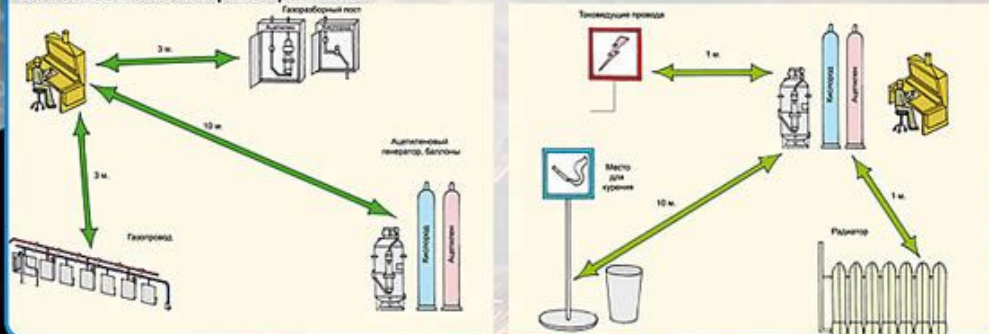 Газоразборный пост
Ацетилен
3 м.
10 м.
Ацетиленовый
генератор, баллоны
3 м.
Газопровод
Кислород
Ацетилен
Токоведущие провода
1 м.
Кислород
Ацетилен
Место
для
курения
10 м.
1 м.
Радиатор